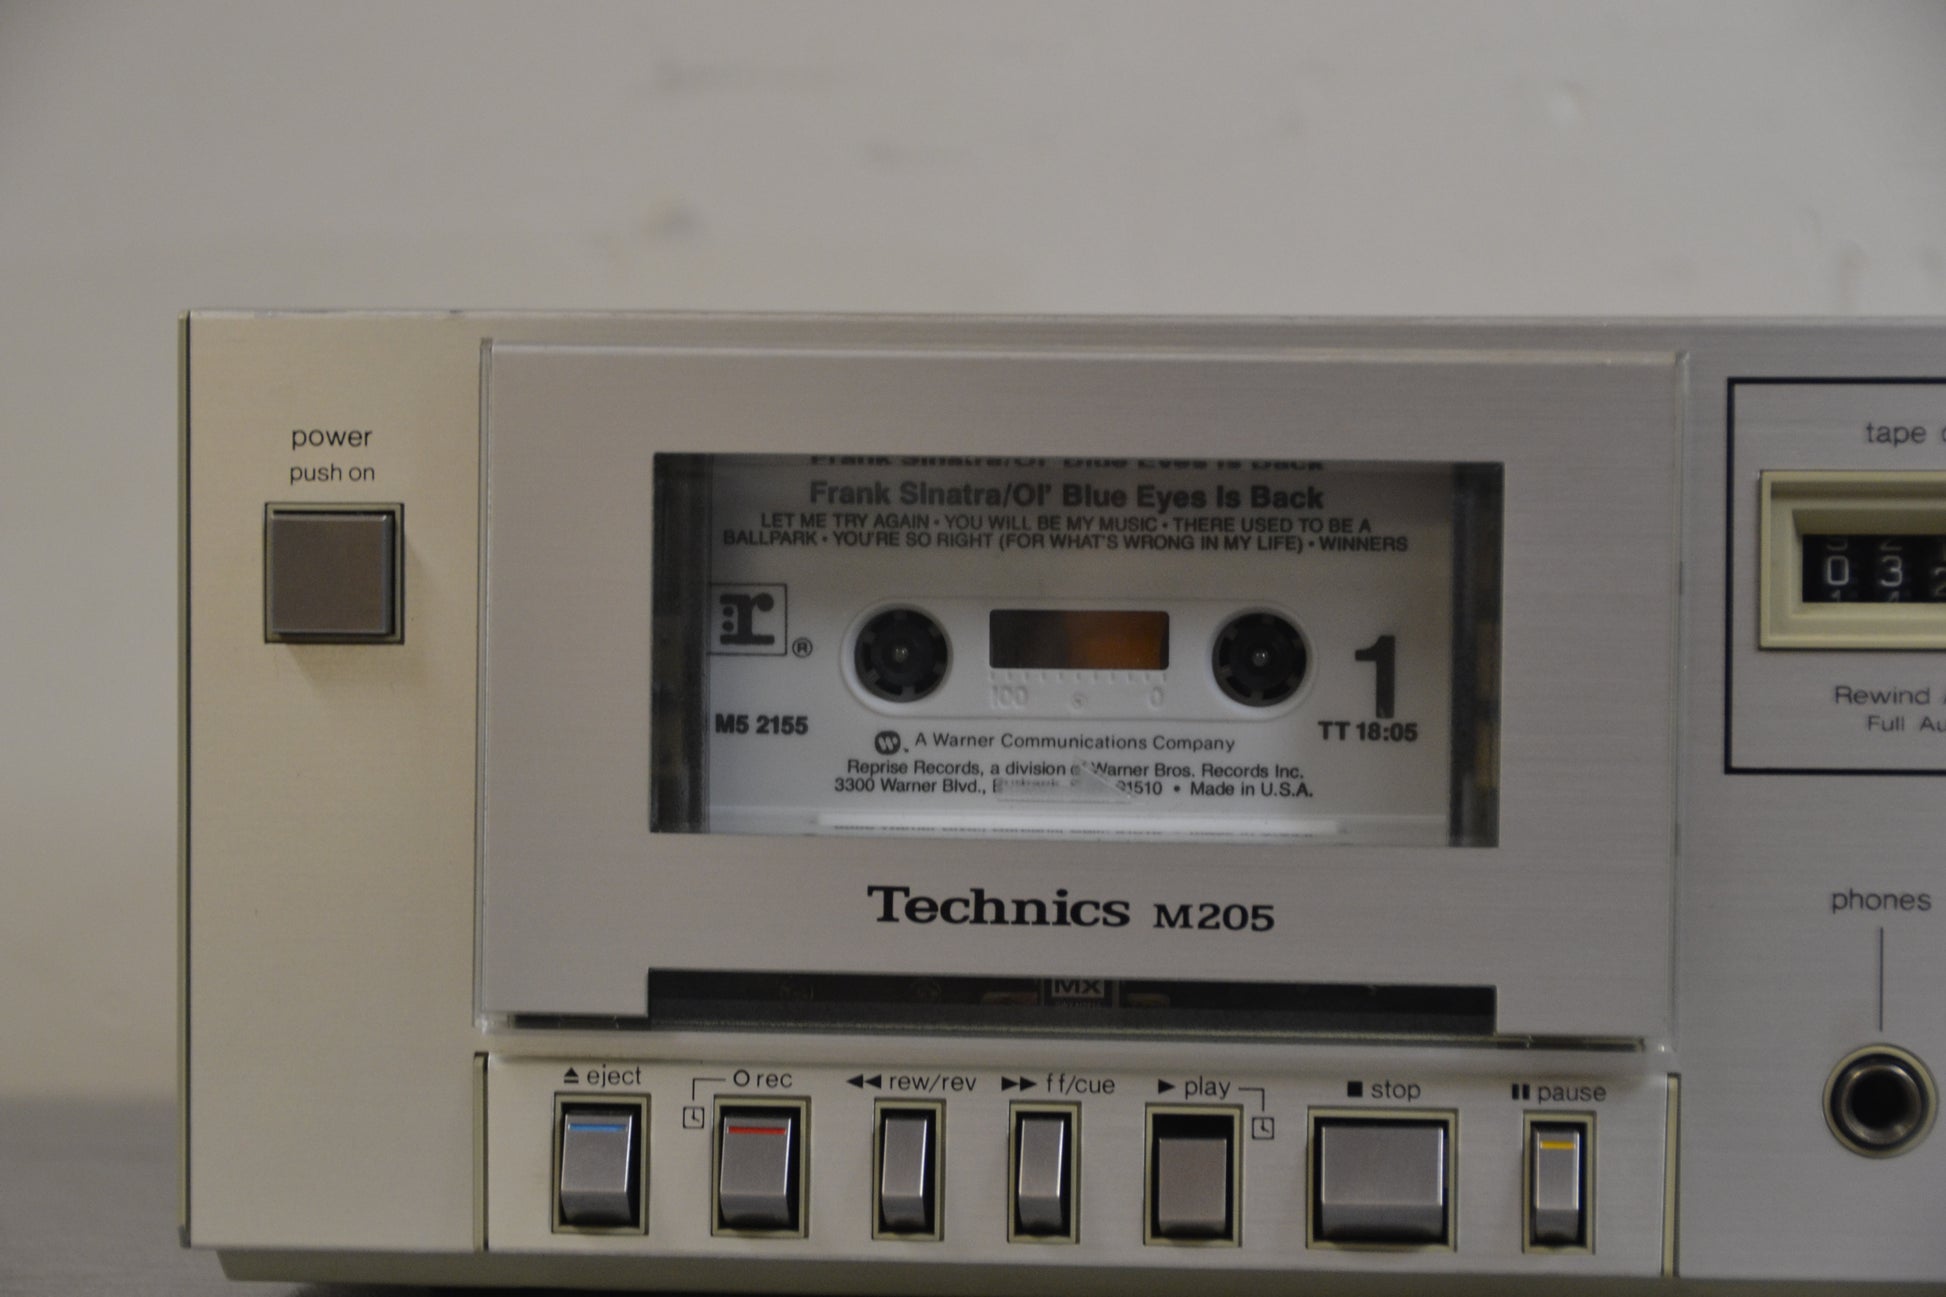 power
push on
Frank Sinatra/Ol' Blue Eyes Is Back
LET ME TRY AGAIN • YOU WILL BE MY MUSIC • THERE USED TO BE A
BALLPARK • YOU'RE SO RIGHT (FOR WHAT'S WRONG IN MY LIFE) • WINNERS
r
®
100
0
1
M5 2155
TT 18:05
A Warner Communications Company
Reprise Records, a division of Warner Bros. Records Inc.
3300 Warner Blvd., 91510 • Made in U.S.A.
Technics M205
MX
eject
rec
rew/rev
ff/cue
play
stop
pause
tape
0 3
Rewind
Full
phones